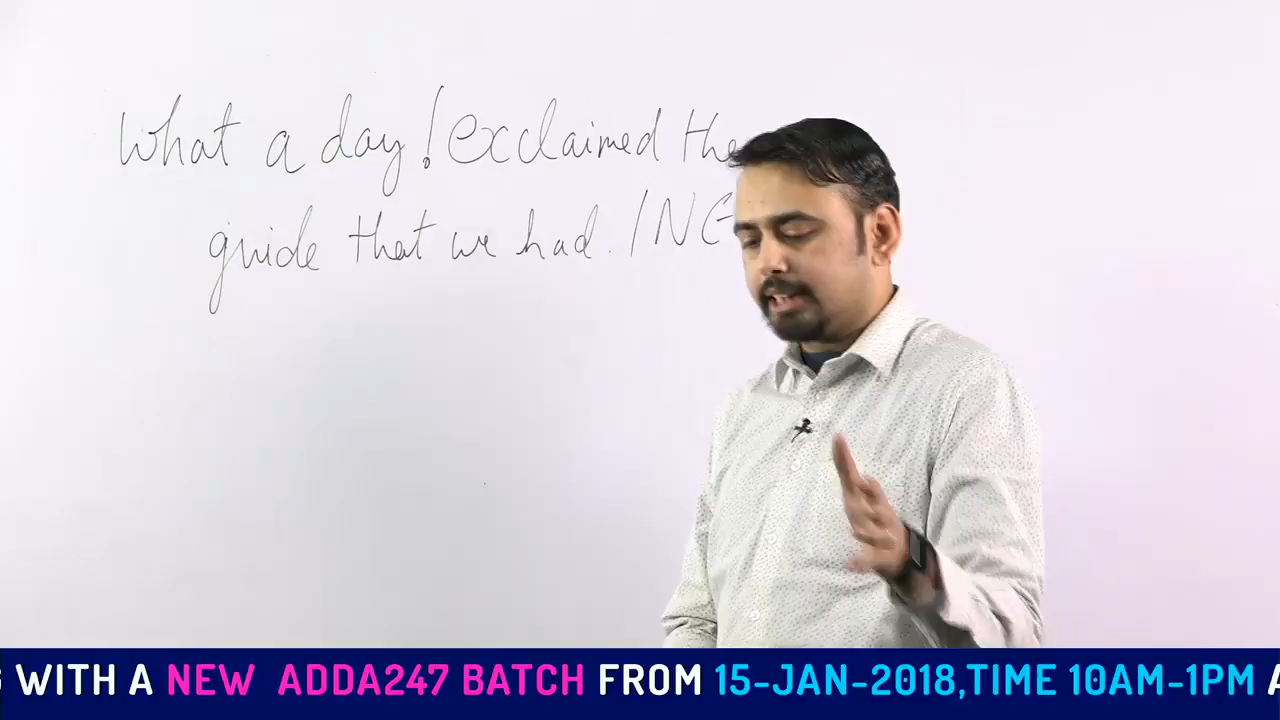 What a day! exclaimed the
guide that we had. INC
WITH A NEW ADDA247 BATCH FROM 15-JAN-2018,TIME 10AM-1PM A